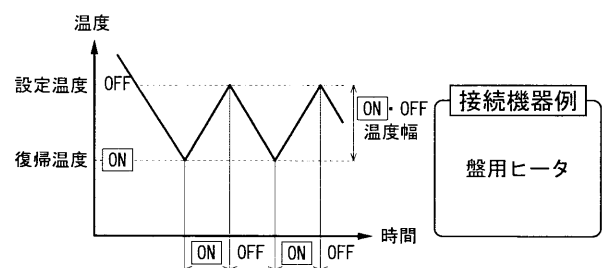 温度
設定温度 OFF
ON・OFF
温度幅
復帰温度 ON
時間
ON OFF ON OFF
接続機器例
盤用ヒータ